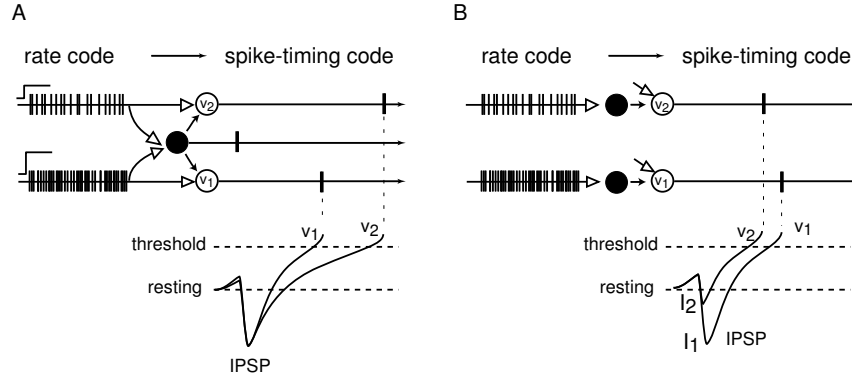 A
rate code
spike-timing code
v2
v1
threshold
v1
v2
resting
IPSP
B
rate code
spike-timing code
v2
v1
threshold
v2
v1
resting
I2
I1
IPSP